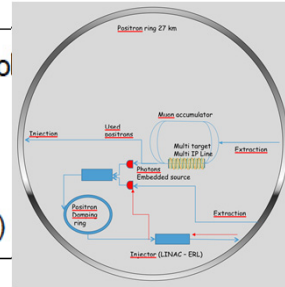 Positron ring 27 km
Muon accumulator
Used
positrons
Injection
Multi target
Multi IP Line
Extraction
Photons
Embedded source
Positron
Damping
ring
Extraction
Injector (LINAC - ERL)
)